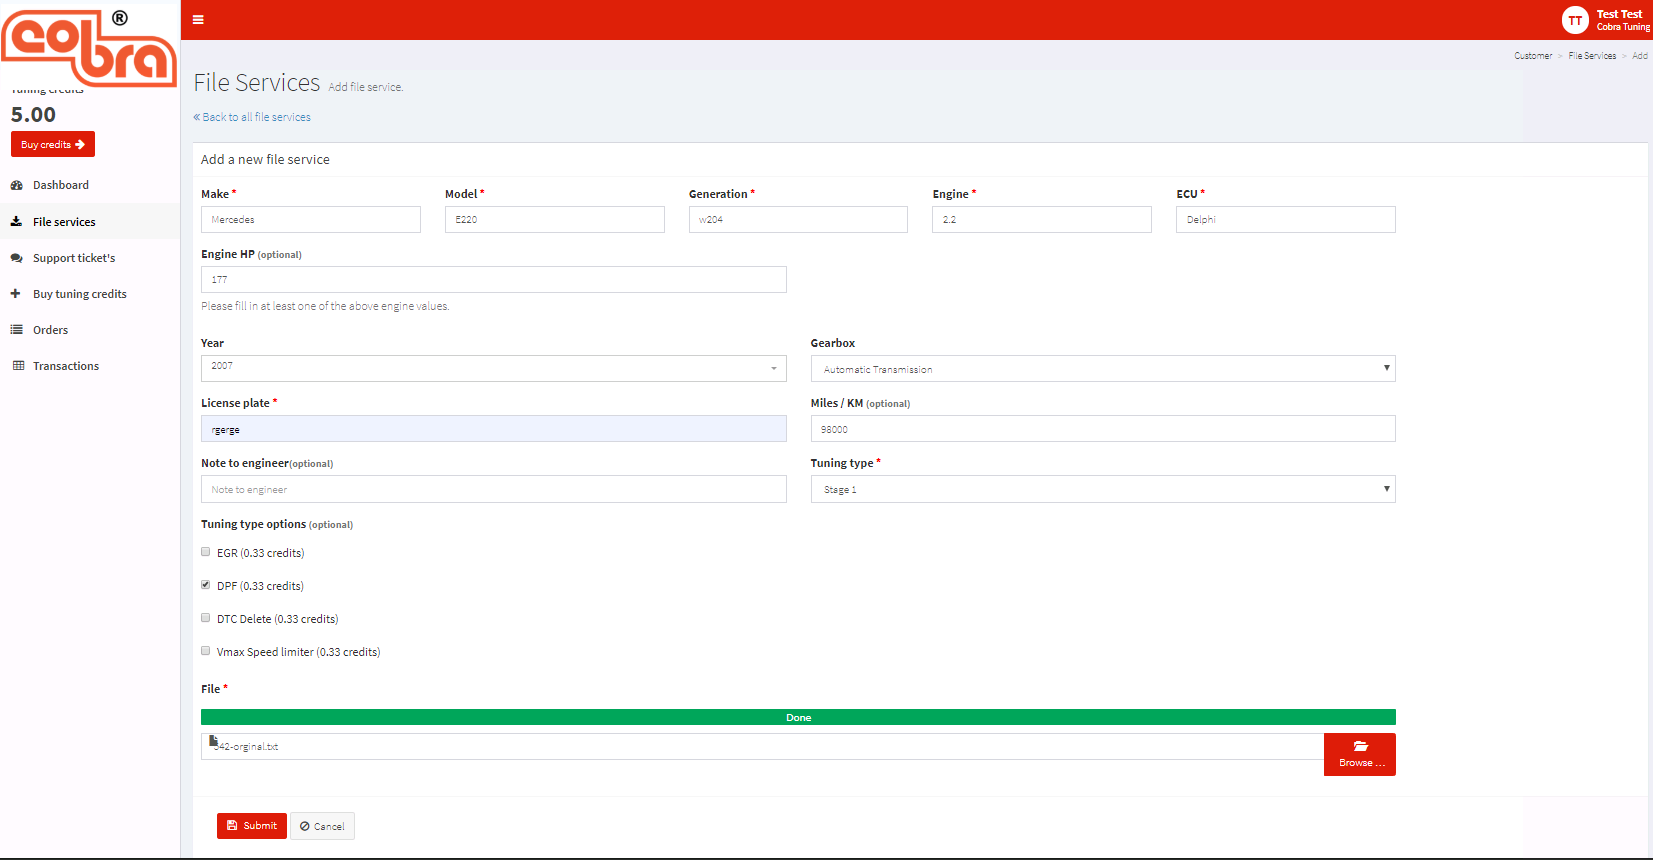 cobra ®
Test Test
TT
Cobra Tuning
Customer > File Services > Add
File Services Add file service.
Tuning credits
5.00
« Back to all file services
Buy credits
Add a new file service
Dashboard
File services
Support ticket's
Buy tuning credits
Orders
Transactions
Make * Model * Generation * Engine * ECU *
Mercedes E220 w204 2.2 Delphi
Engine HP (optional)
177
Please fill in at least one of the above engine values.
Year Gearbox
2007 Automatic Transmission
License plate * Miles / KM (optional)
rgerge 98000
Note to engineer(optional) Tuning type *
Note to engineer Stage 1
Tuning type options (optional)
EGR (0.33 credits)
DPF (0.33 credits)
DTC Delete (0.33 credits)
Vmax Speed limiter (0.33 credits)
File *
Done
42-orginal.txt
Browse ...
Submit Cancel